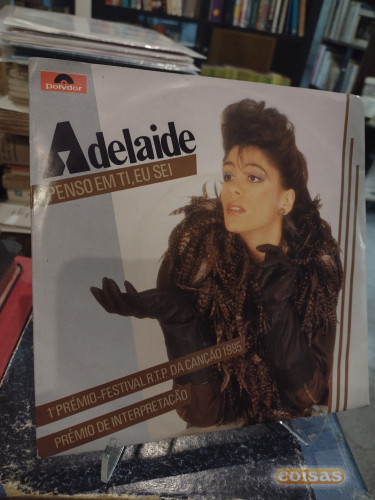 Polydor
Adelaide
PENSO EM TI, EU SEI
1º PRÉMIO-FESTIVAL R.T.P. DA CANÇÃO 1985
PRÉMIO DE INTERPRETAÇÃO
coisas